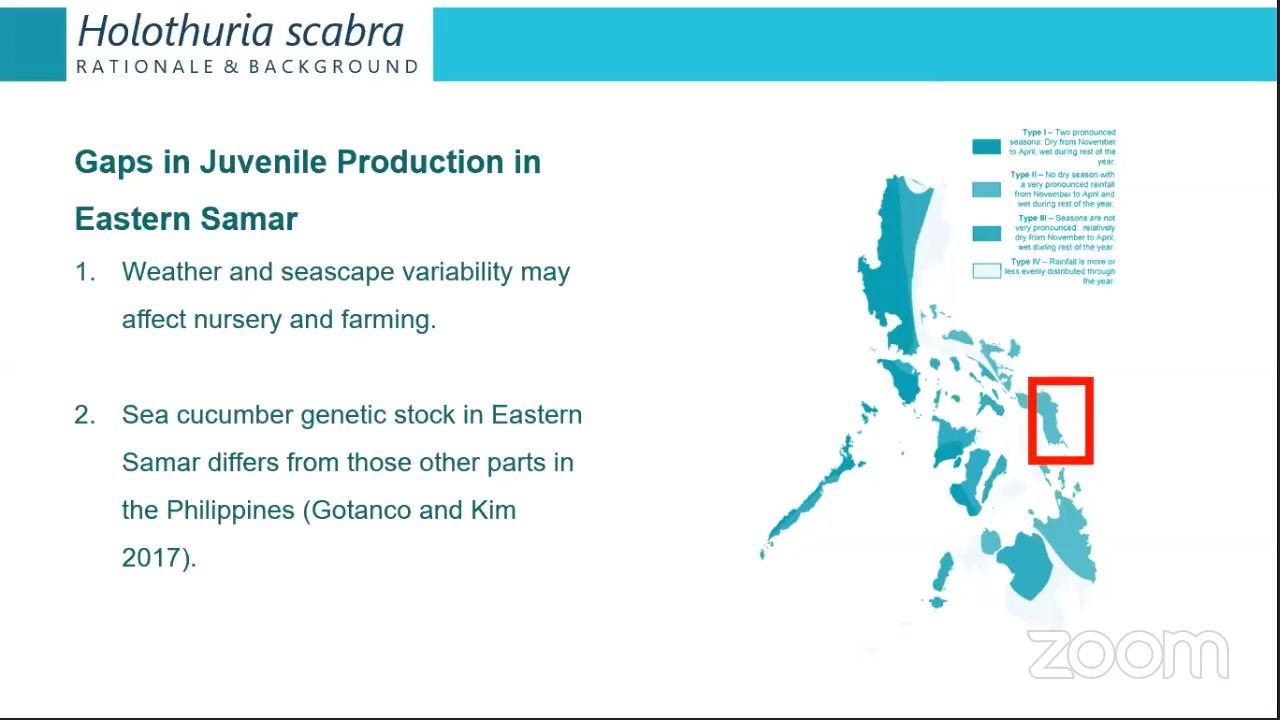 Holothuria scabra
RATIONALE & BACKGROUND
Gaps in Juvenile Production in
Eastern Samar
1. Weather and seascape variability may
affect nursery and farming.
2. Sea cucumber genetic stock in Eastern
Samar differs from those other parts in
the Philippines (Gotanco and Kim
2017).
Type I – Two pronounced
seasons: Dry from November
to April, wet during rest of the
year.
Type II – No dry season with
a very pronounced rainfall
from November to April and
wet during rest of the year.
Type III – Seasons are not
very pronounced: relatively
dry from November to April,
wet during rest of the year.
Type IV – Rainfall is more or
less evenly distributed through
the year.
zoom